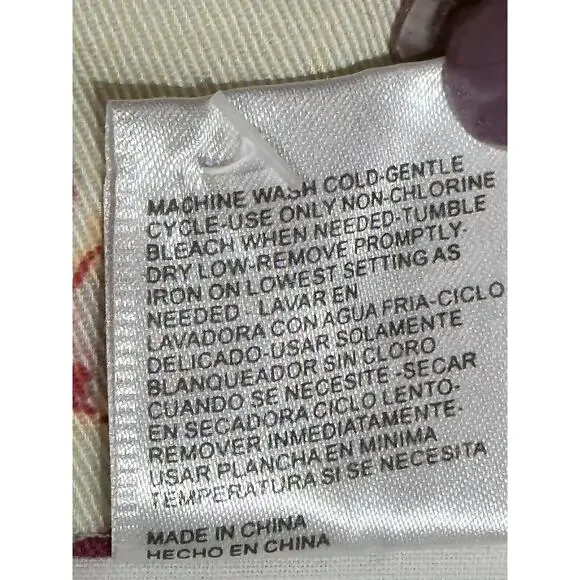 MACHINE WASH COLD-GENTLE
CYCLE-USE ONLY NON-CHLORINE
BLEACH WHEN NEEDED-TUMBLE
DRY LOW-REMOVE PROMPTLY-
IRON ON LOWEST SETTING AS
NEEDED LAVAR EN
LAVADORA CON AGUA FRIA-CICLO
DELICADO-USAR SOLAMENTE
BLANQUEADOR SIN CLORO
CUANDO SE NECESITE-SECAR
EN SECADORA CICLO LENTO-
REMOVER INMEDIATAMENTE-
USAR PLANCHA EN MINIMA
TEMPERATURA SI SE NECESITA
MADE IN CHINA
HECHO EN CHINA